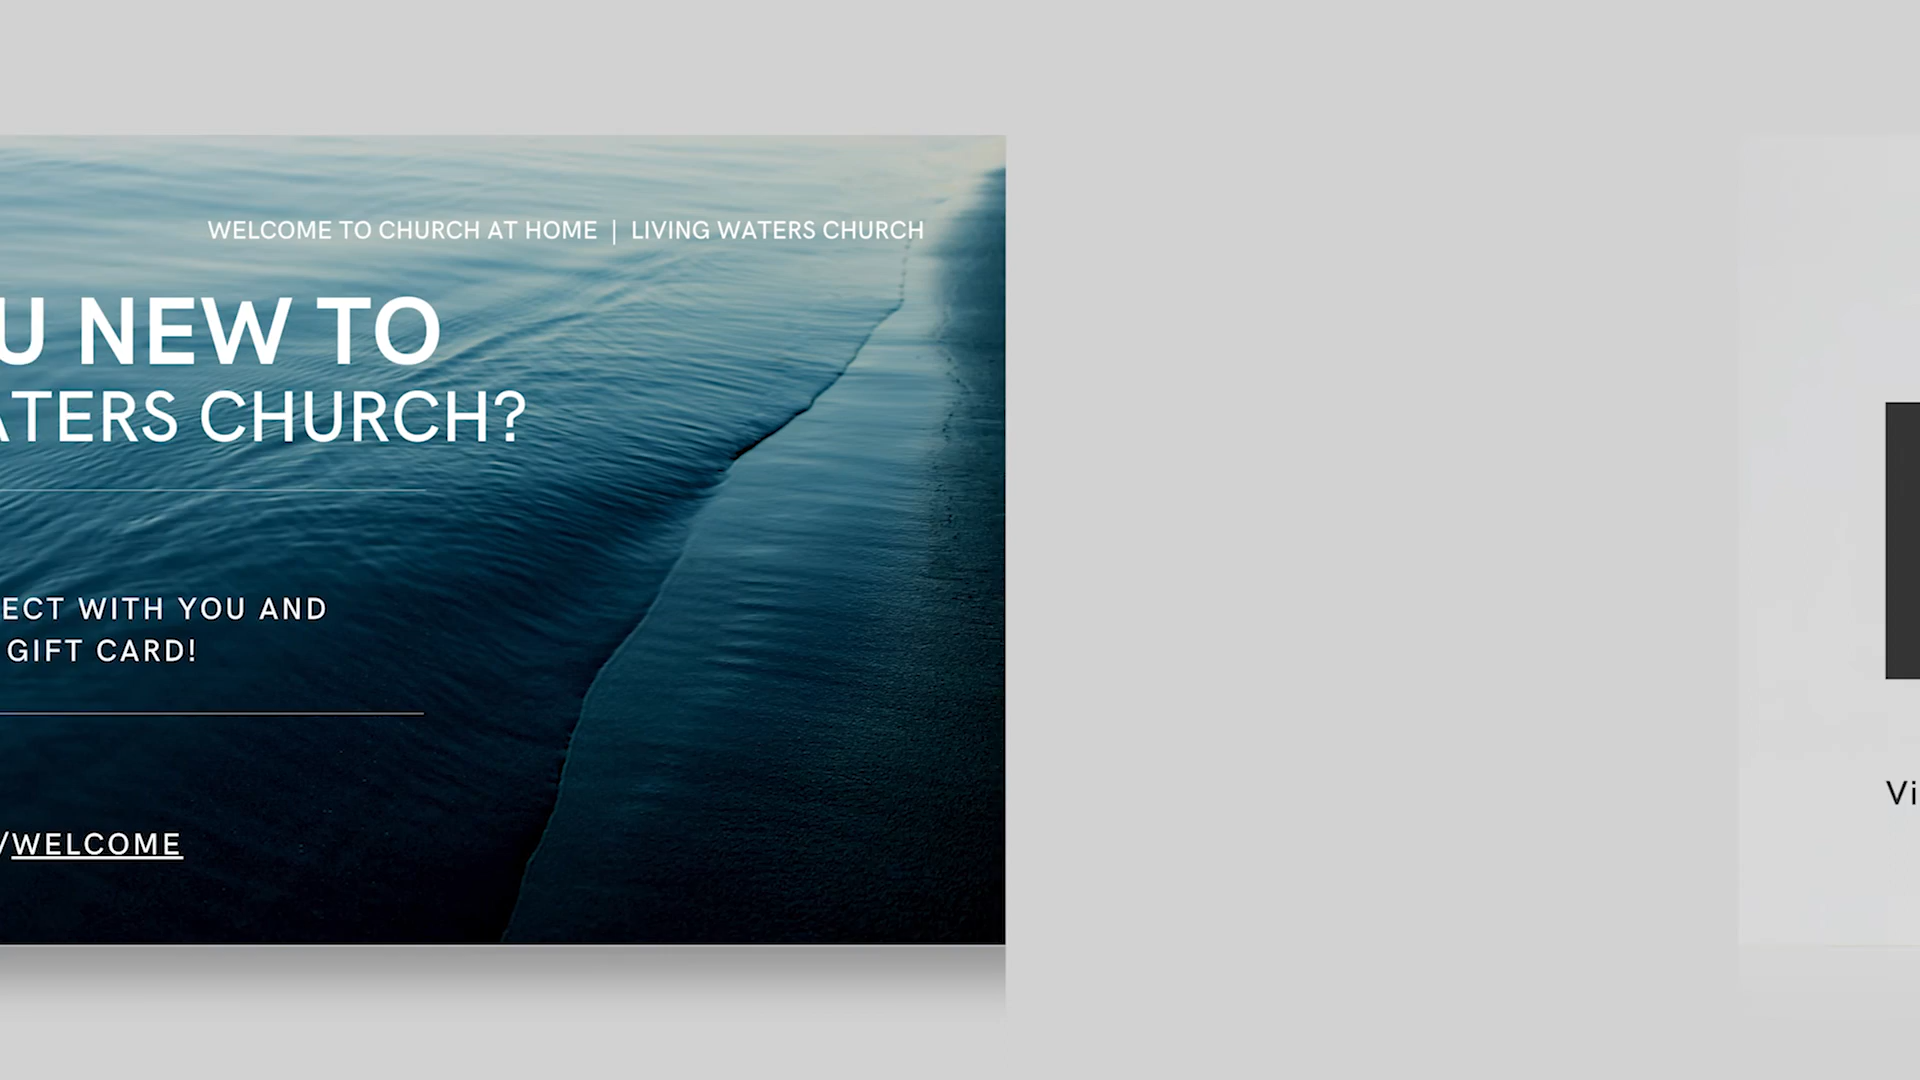 WELCOME TO CHURCH AT HOME | LIVING WATERS CHURCH
U NEW TO
ATERS CHURCH?
ECT WITH YOU AND
GIFT CARD!
/WELCOME
Vi